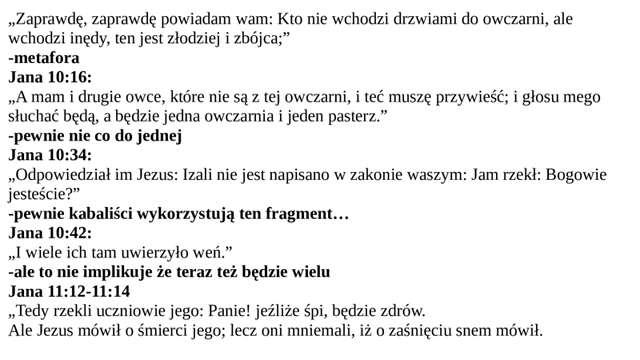 „Zaprawdę, zaprawdę powiadam wam: Kto nie wchodzi drzwiami do owczarni, ale
wchodzi inędy, ten jest złodziej i zbójca;”
-metafora
Jana 10:16:
„A mam i drugie owce, które nie są z tej owczarni, i teć muszę przywieść; i głosu mego
słuchać będą, a będzie jedna owczarnia i jeden pasterz.”
-pewnie nie co do jednej
Jana 10:34:
„Odpowiedział im Jezus: Izali nie jest napisano w zakonie waszym: Jam rzekł: Bogowie
jesteście?”
-pewnie kabaliści wykorzystują ten fragment…
Jana 10:42:
„I wiele ich tam uwierzyło weń.”
-ale to nie implikuje że teraz też będzie wielu
Jana 11:12-11:14
„Tedy rzekli uczniowie jego: Panie! jeźliże śpi, będzie zdrów.
Ale Jezus mówił o śmierci jego; lecz oni mniemali, iż o zaśnięciu snem mówił.